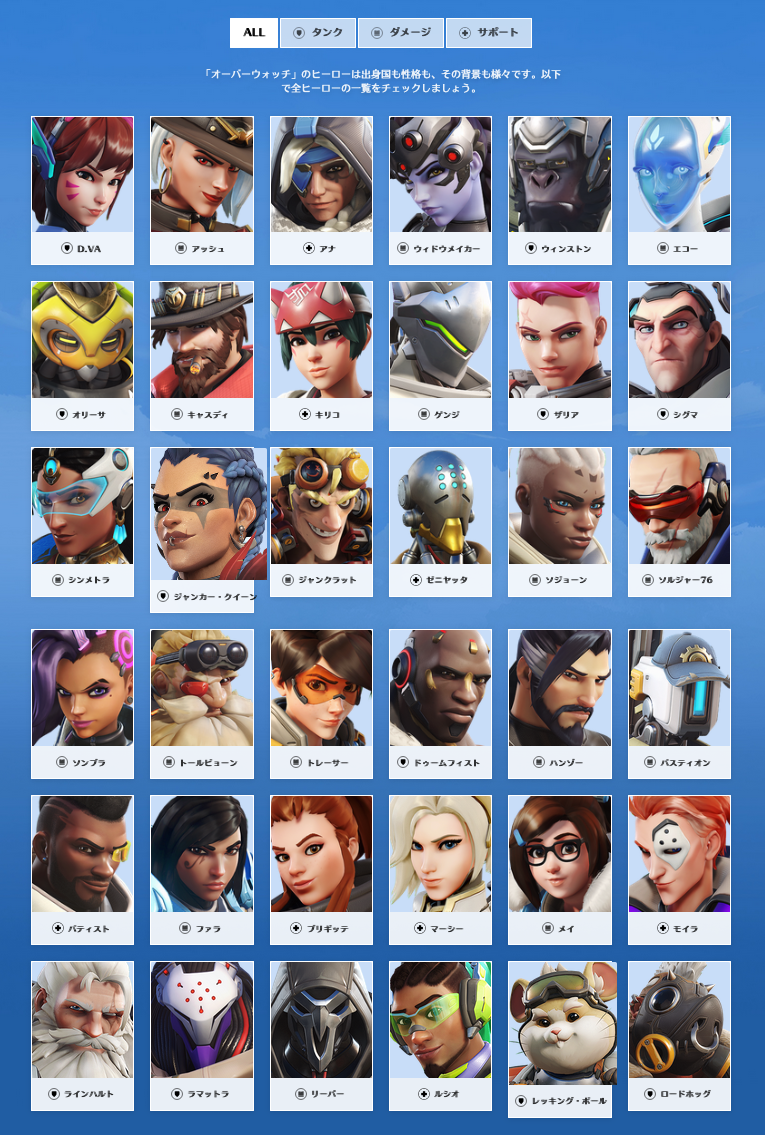 ALL
タンク
ダメージ
サポート
「オーバーウォッチ」のヒーローは出身国も性格も、その背景も様々です。以下
で全ヒーローの一覧をチェックしましょう。
D.VA
アッシュ
アナ
ウィドウメイカー
ウィンストン
エコー
オリーサ
キャスディ
キリコ
ゲンジ
ザリア
シグマ
シンメトラ
ジャンカー・クイーン
ジャンクラット
ゼニヤッタ
ソジョーン
ソルジャー76
ソンブラ
トールビョーン
トレーサー
ドゥームフィスト
ハンゾー
バスティオン
バティスト
ファラ
ブリギッテ
マーシー
メイ
モイラ
ラインハルト
ラマットラ
リーパー
ルシオ
レッキング・ボール
ロードホッグ